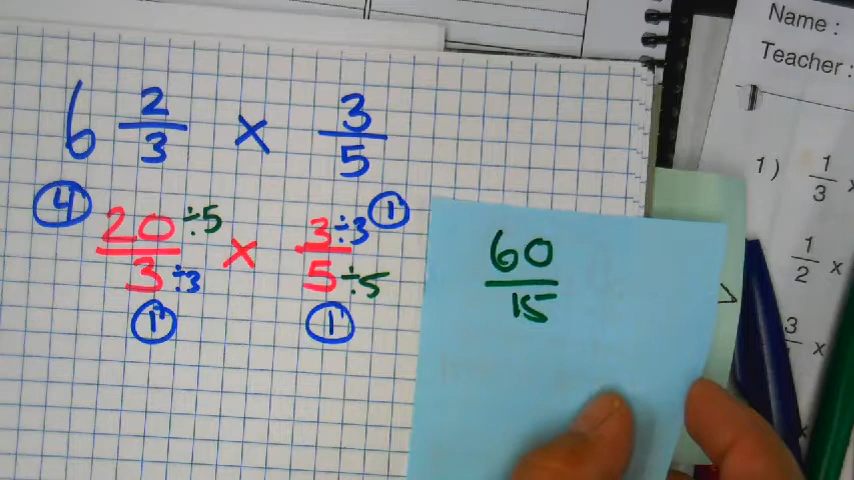 6 2/3 × 3/5
④ 20/3 ÷5 ÷3 × 3/5 ÷3 ÷5 ①
① ①
60/15
Name :
Teacher :
1) 1/3 ×
1/2 ×
3
×